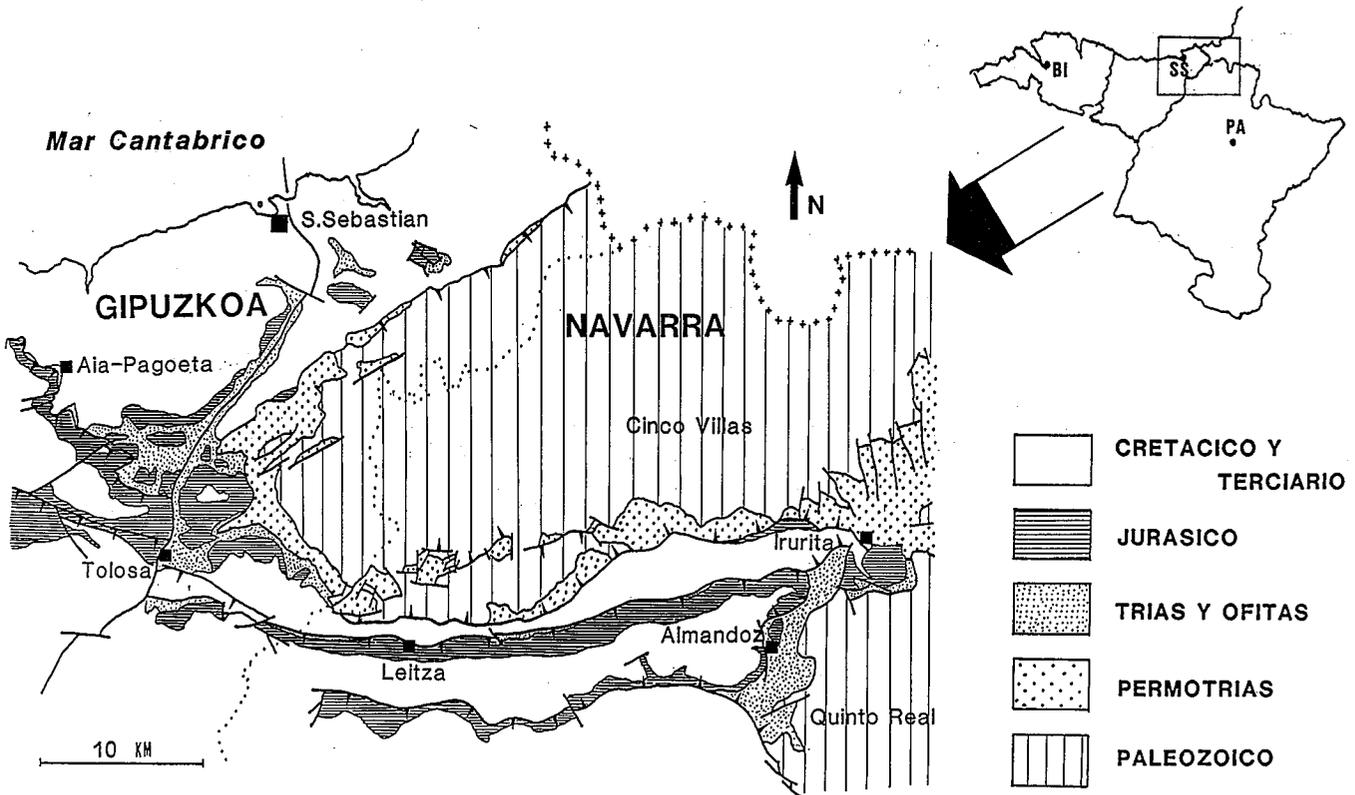 Mar Cantabrico
S.Sebastian
GIPUZKOA
Aia-Pagoeta
NAVARRA
Cinco Villas
Tolosa
Irurita
Almandoz
Leitza
Quinto Real
10 KM
N
BI
SS
PA
CRETACICO Y
TERCIARIO
JURASICO
TRIAS Y OFITAS
PERMOTRIAS
PALEOZOICO